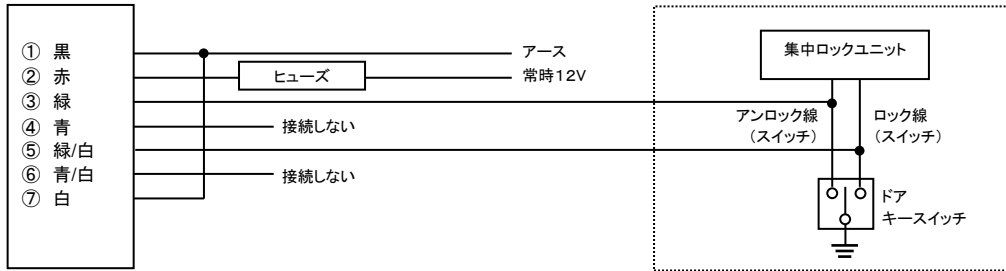 ① 黒
② 赤
③ 緑
④ 青
⑤ 緑/白
⑥ 青/白
⑦ 白
アース
ヒューズ
常時12V
接続しない
接続しない
集中ロックユニット
アンロック線
(スイッチ)
ロック線
(スイッチ)
ドア
キースイッチ